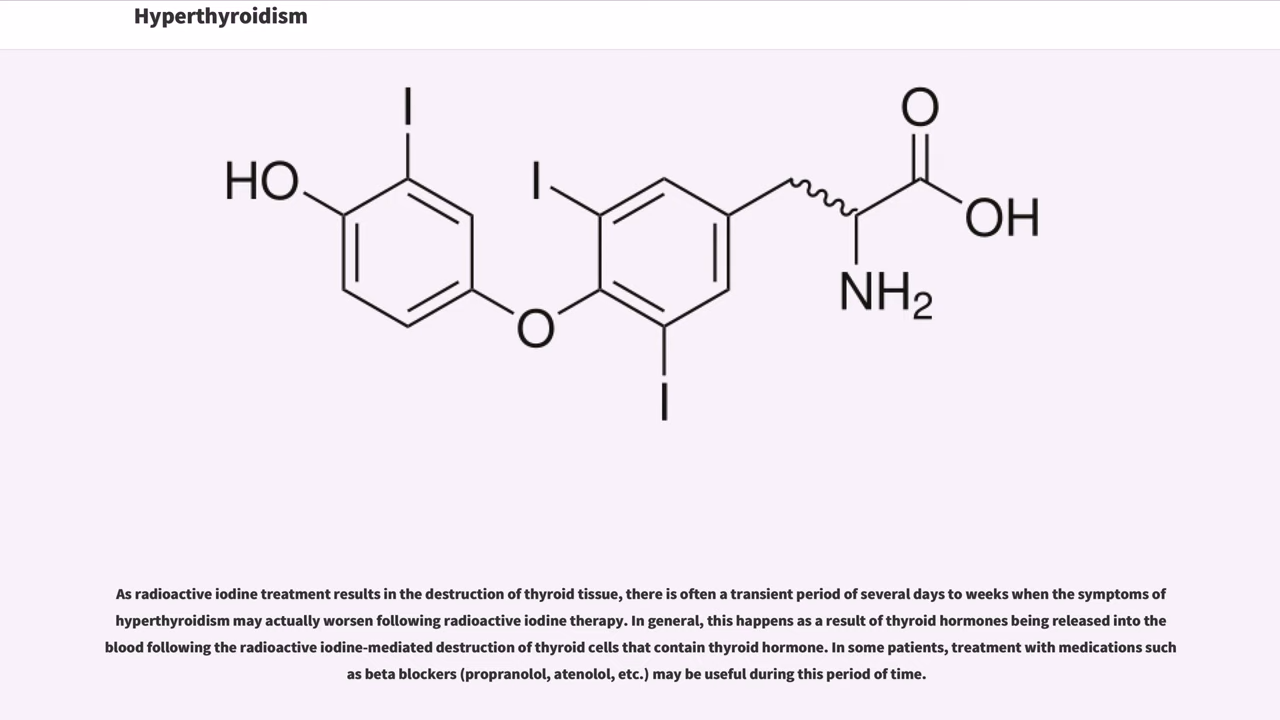 Hyperthyroidism
I
O
HO
I
OH
NH2
O
I
As radioactive iodine treatment results in the destruction of thyroid tissue, there is often a transient period of several days to weeks when the symptoms of
hyperthyroidism may actually worsen following radioactive iodine therapy. In general, this happens as a result of thyroid hormones being released into the
blood following the radioactive iodine-mediated destruction of thyroid cells that contain thyroid hormone. In some patients, treatment with medications such
as beta blockers (propranolol, atenolol, etc.) may be useful during this period of time.